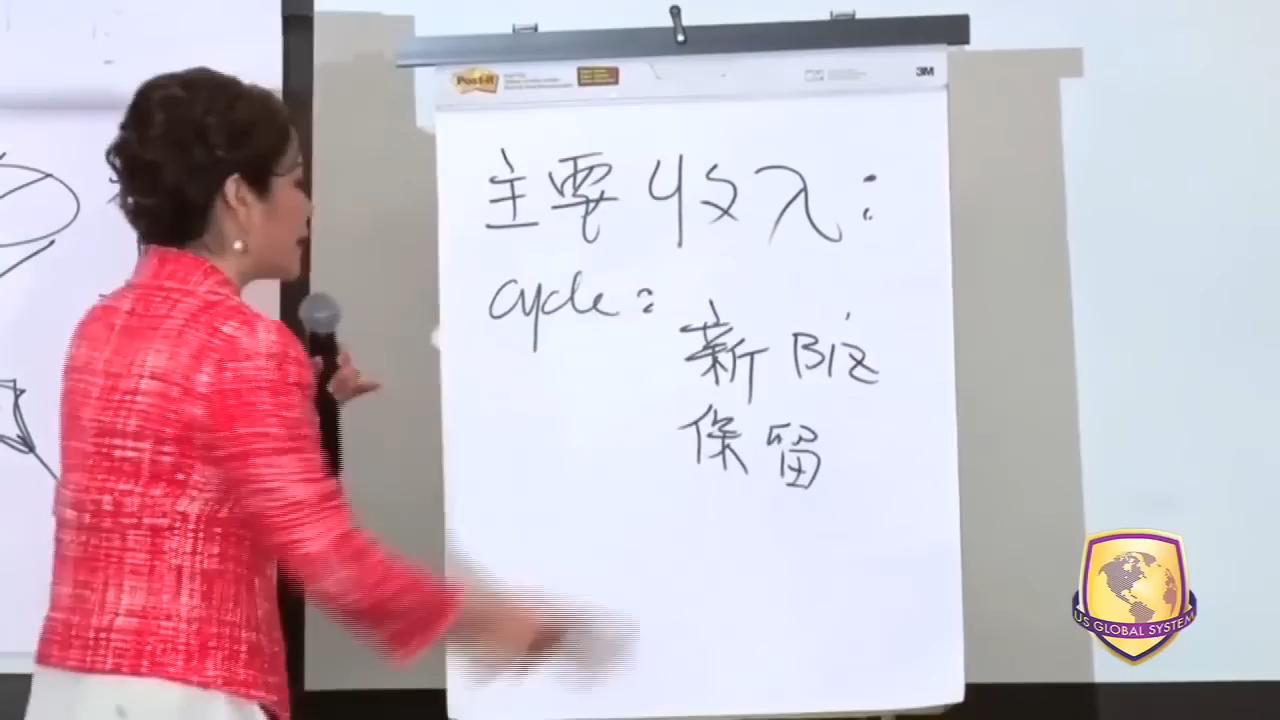 Post-it
3M
主要收入:
cycle:
新Biz
保留
US GLOBAL SYSTEM